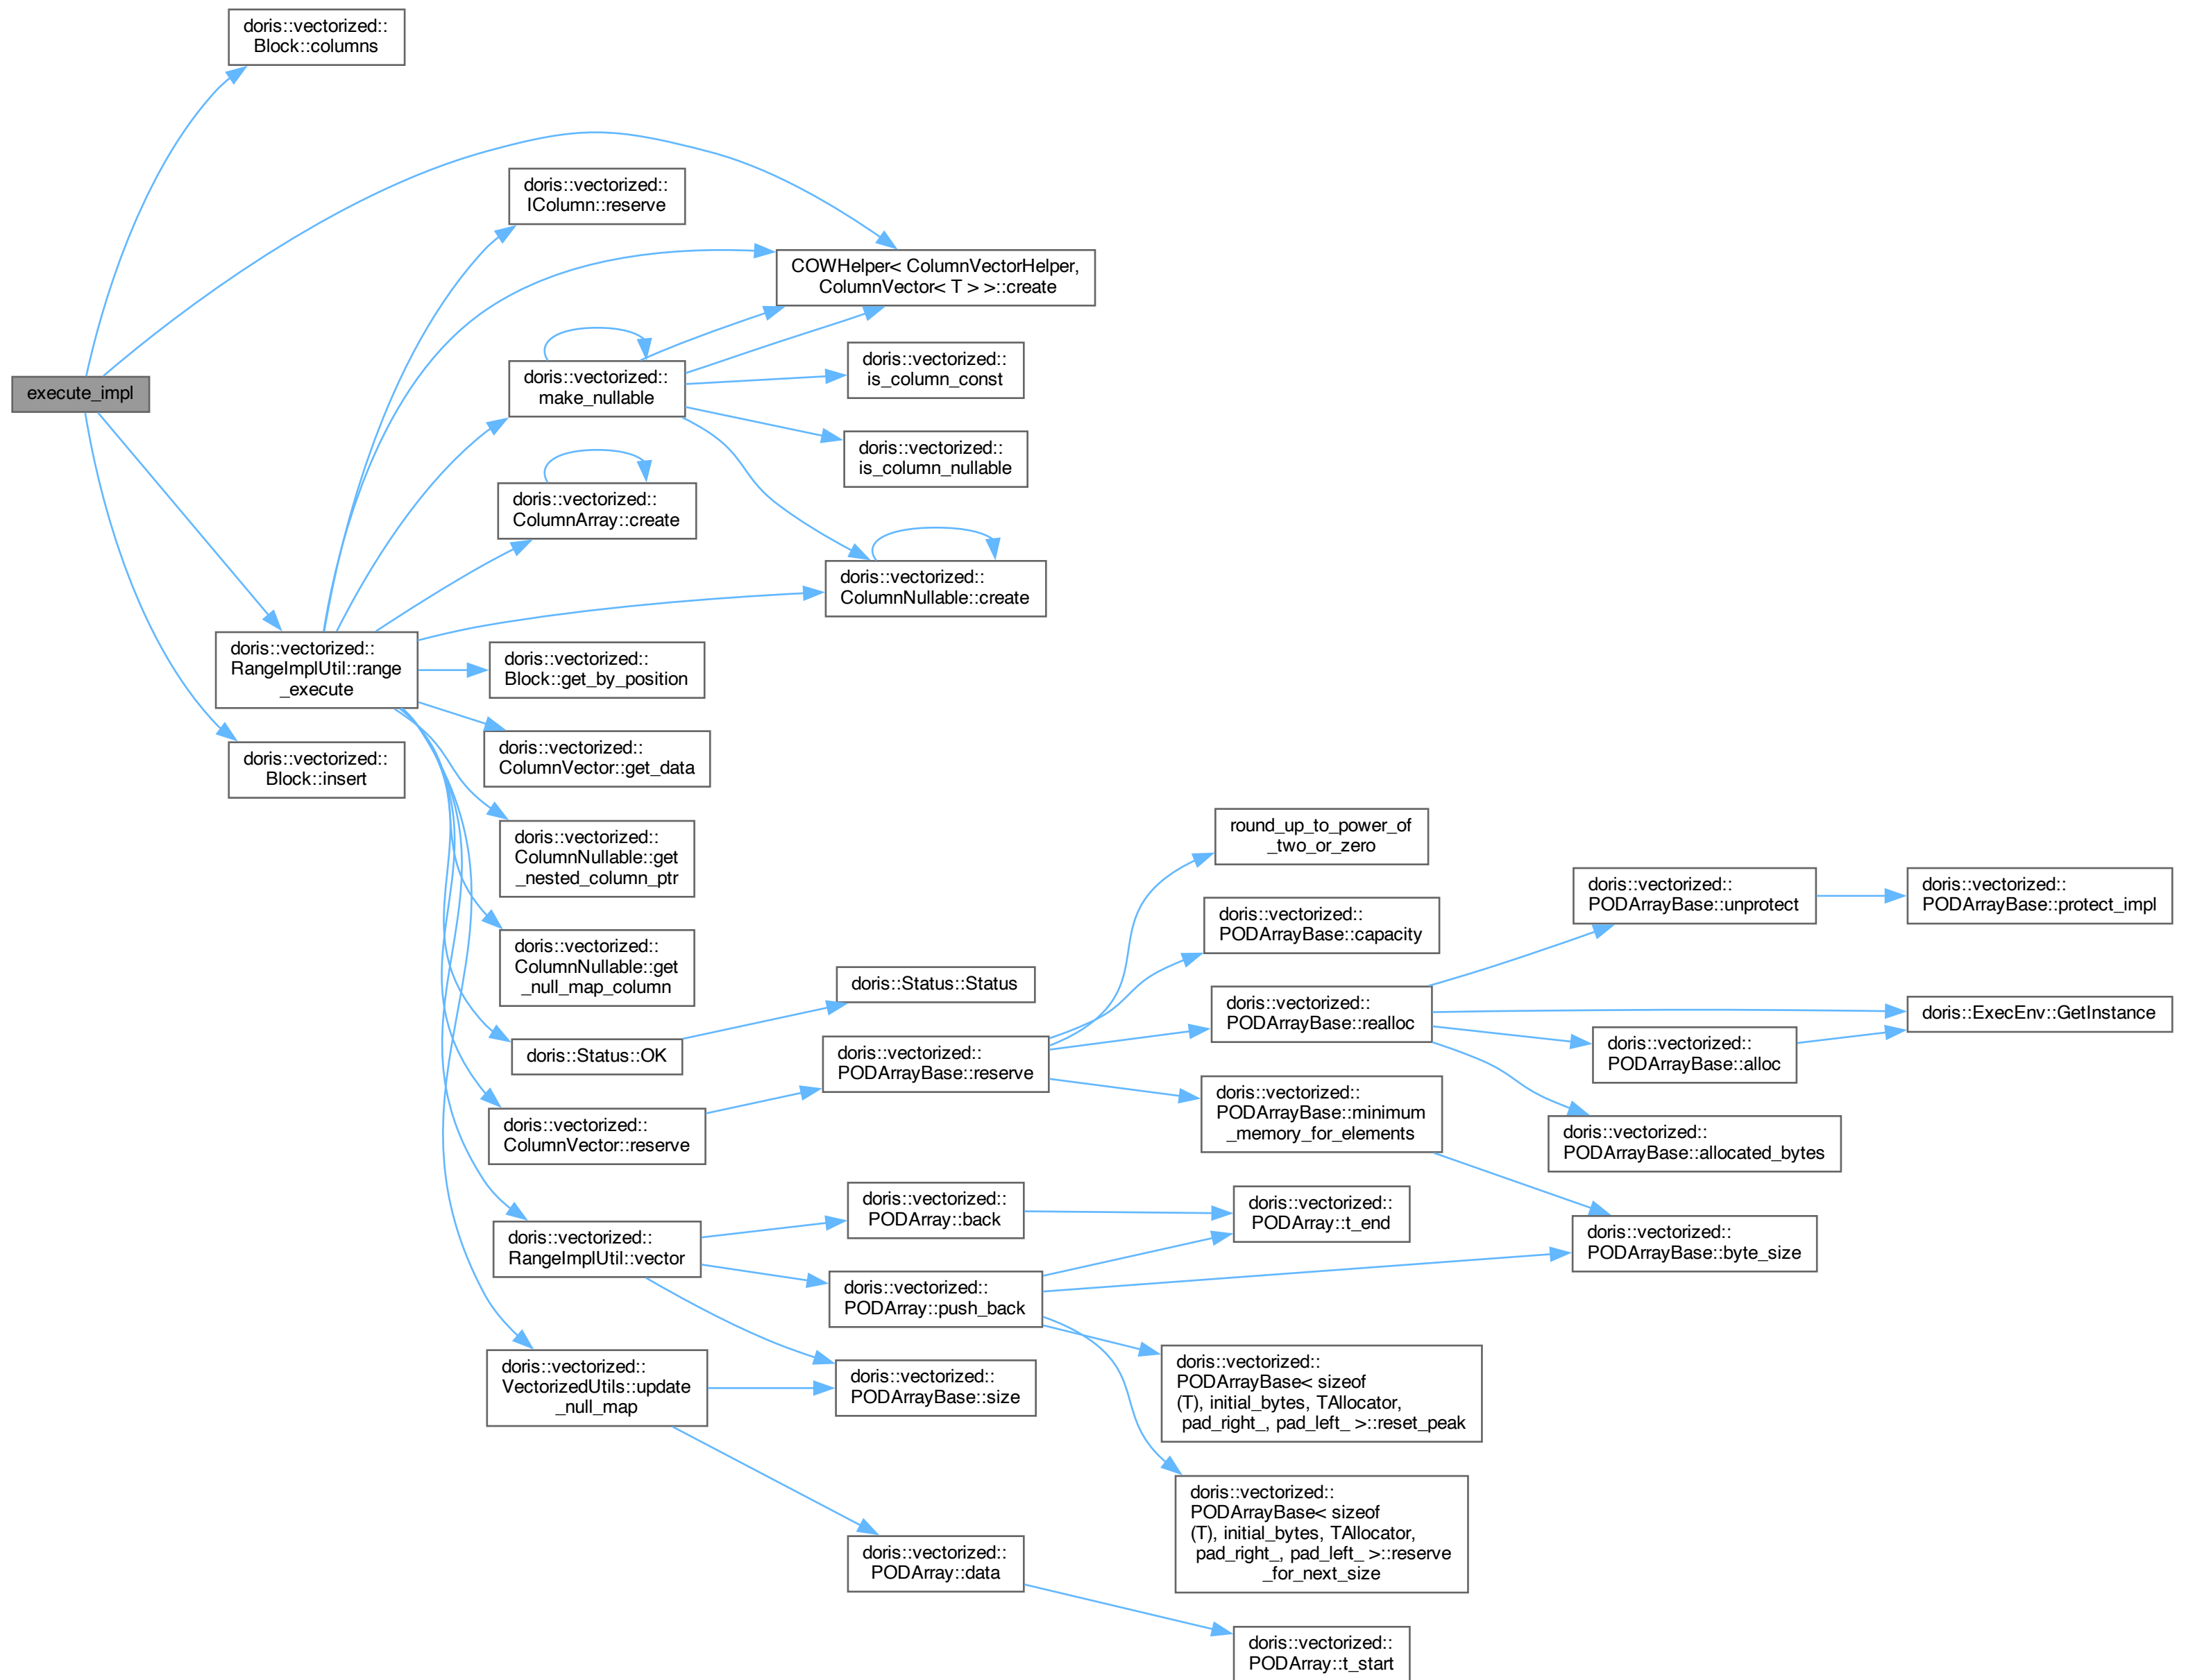 doris::vectorized::
Block::columns
doris::vectorized::
IColumn::reserve
COWHelper< ColumnVectorHelper,
ColumnVector< T > >::create
doris::vectorized::
is_column_const
execute_impl
doris::vectorized::
make_nullable
doris::vectorized::
is_column_nullable
doris::vectorized::
ColumnArray::create
doris::vectorized::
ColumnNullable::create
doris::vectorized::
RangeImplUtil::range
_execute
doris::vectorized::
Block::get_by_position
doris::vectorized::
Block::insert
doris::vectorized::
ColumnVector::get_data
doris::vectorized::
ColumnNullable::get
_nested_column_ptr
round_up_to_power_of
_two_or_zero
doris::vectorized::
PODArrayBase::unprotect
doris::vectorized::
PODArrayBase::protect_impl
doris::vectorized::
PODArrayBase::capacity
doris::vectorized::
ColumnNullable::get
_null_map_column
doris::Status::Status
doris::vectorized::
PODArrayBase::realloc
doris::ExecEnv::GetInstance
doris::Status::OK
doris::vectorized::
PODArrayBase::reserve
doris::vectorized::
PODArrayBase::alloc
doris::vectorized::
PODArrayBase::minimum
_memory_for_elements
doris::vectorized::
ColumnVector::reserve
doris::vectorized::
PODArrayBase::allocated_bytes
doris::vectorized::
PODArray::back
doris::vectorized::
PODArray::t_end
doris::vectorized::
RangeImplUtil::vector
doris::vectorized::
PODArrayBase::byte_size
doris::vectorized::
PODArray::push_back
doris::vectorized::
VectorizedUtils::update
_null_map
doris::vectorized::
PODArrayBase::size
doris::vectorized::
PODArrayBase< sizeof
(T), initial_bytes, TAllocator,
pad_right_, pad_left_ >::reset_peak
doris::vectorized::
PODArrayBase< sizeof
(T), initial_bytes, TAllocator,
pad_right_, pad_left_ >::reserve
_for_next_size
doris::vectorized::
PODArray::data
doris::vectorized::
PODArray::t_start